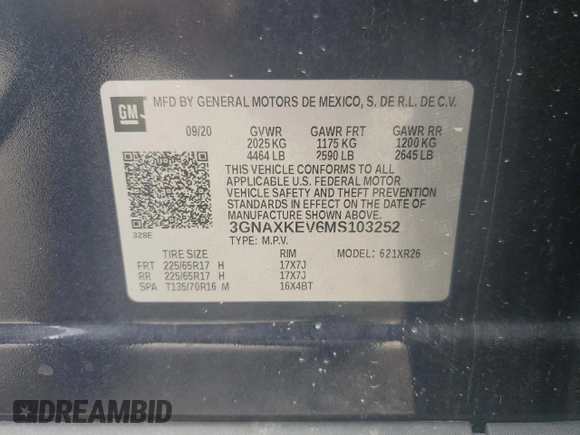 GM
MFD BY GENERAL MOTORS DE MEXICO, S. DE R.L. DE C.V.
09/20 GVWR GAWR FRT GAWR RR
2025 KG 1175 KG 1200 KG
4464 LB 2590 LB 2645 LB
THIS VEHICLE CONFORMS TO ALL
APPLICABLE U.S. FEDERAL MOTOR
VEHICLE SAFETY AND THEFT PREVENTION
STANDARDS IN EFFECT ON THE DATE OF
MANUFACTURE SHOWN ABOVE.
3GNAXKEV6MS103252
328E
TYPE: M.P.V. MODEL: 621XR26
TIRE SIZE RIM
FRT 225/65R17 H 17X7J
RR 225/65R17 H 17X7J
SPA T135/70R16 M 16X4BT
DREAMBID